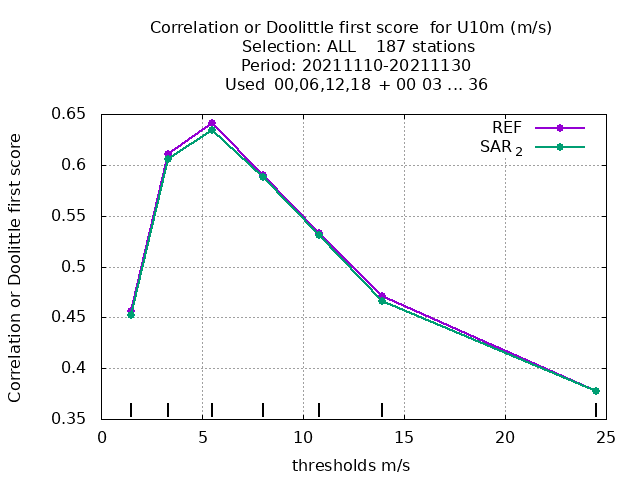 Correlation or Doolittle first score  for U10m (m/s)
Selection: ALL    187 stations
Period: 20211110-20211130
Used  00,06,12,18 + 00 03 ... 36
REF
SAR 2
Correlation or Doolittle first score
0.65
0.6
0.55
0.5
0.45
0.4
0.35
0 5 10 15 20 25
thresholds m/s